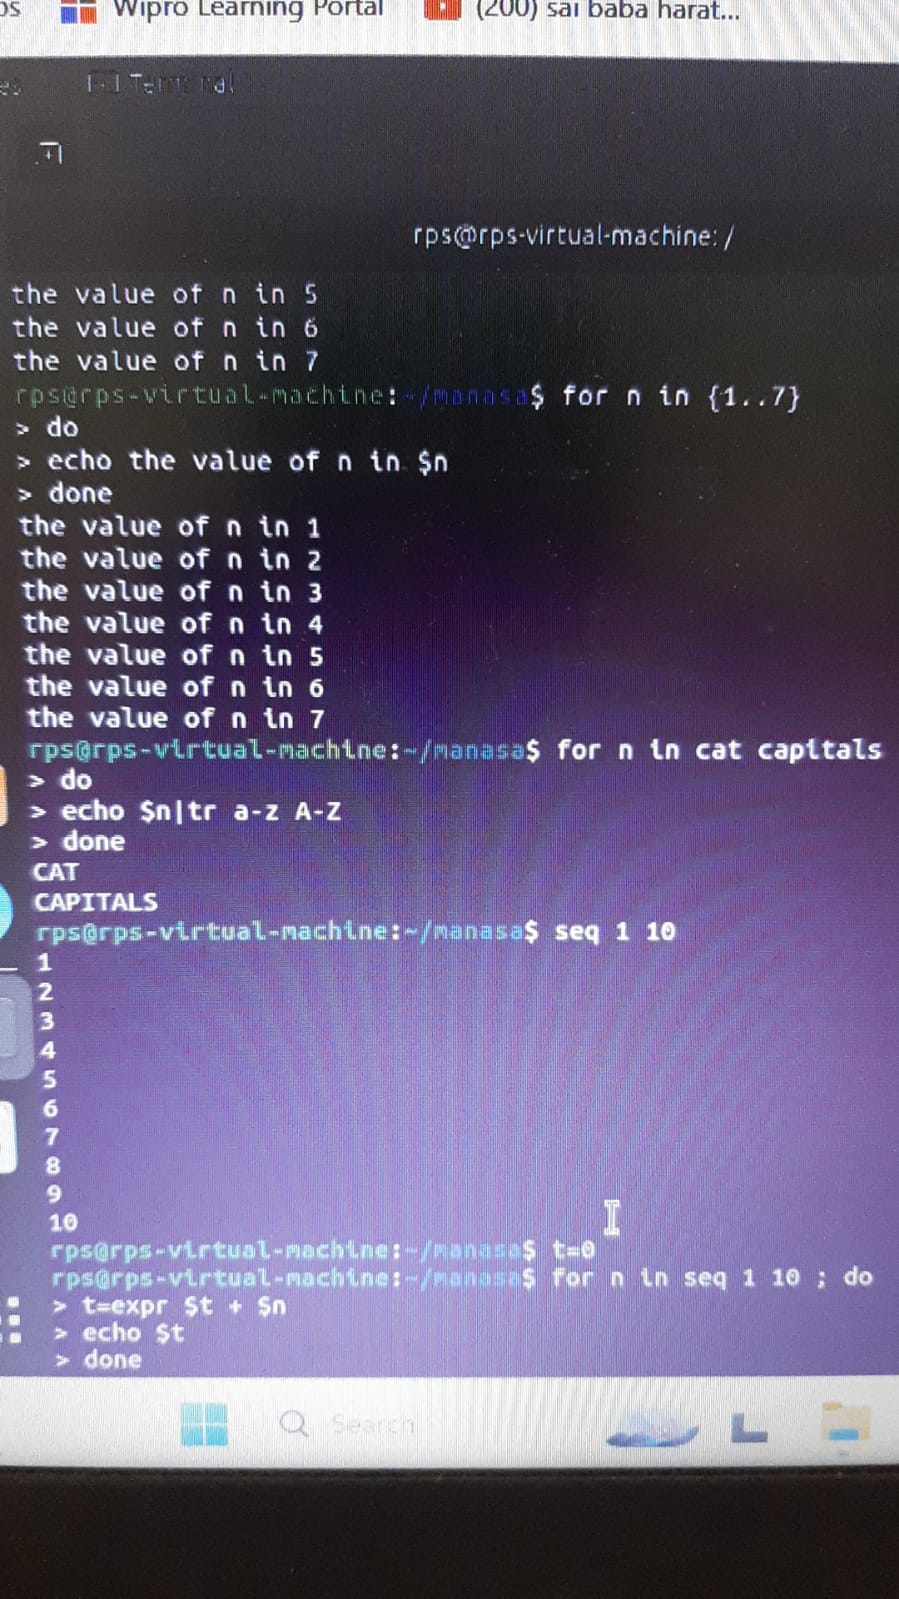 Wipro Learning Portal (200) sai baba harat...
Terminal
rps@rps-virtual-machine: /
the value of n in 5
the value of n in 6
the value of n in 7
rps@rps-virtual-machine:~/manasa$ for n in {1..7}
> do
> echo the value of n in $n
> done
the value of n in 1
the value of n in 2
the value of n in 3
the value of n in 4
the value of n in 5
the value of n in 6
the value of n in 7
rps@rps-virtual-machine:~/manasa$ for n in cat capitals
> do
> echo $n|tr a-z A-Z
> done
CAT
CAPITALS
rps@rps-virtual-machine:~/manasa$ seq 1 10
1
2
3
4
5
6
7
8
9
10
rps@rps-virtual-machine:~/manasa$ t=0
rps@rps-virtual-machine:~/manasa$ for n in seq 1 10 ; do
> t=expr $t + $n
> echo $t
> done
Search